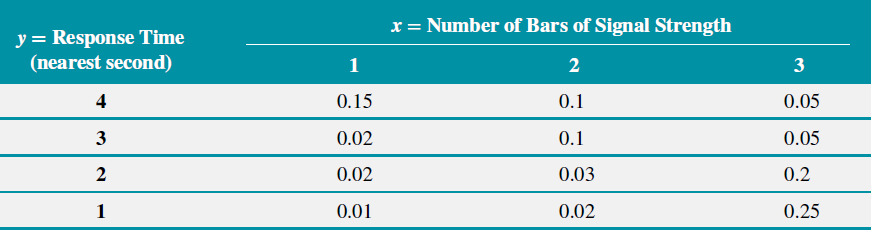 x = Number of Bars of Signal Strength
y = Response Time
(nearest second)
1 2 3
4 0.15 0.1 0.05
3 0.02 0.1 0.05
2 0.02 0.03 0.2
1 0.01 0.02 0.25